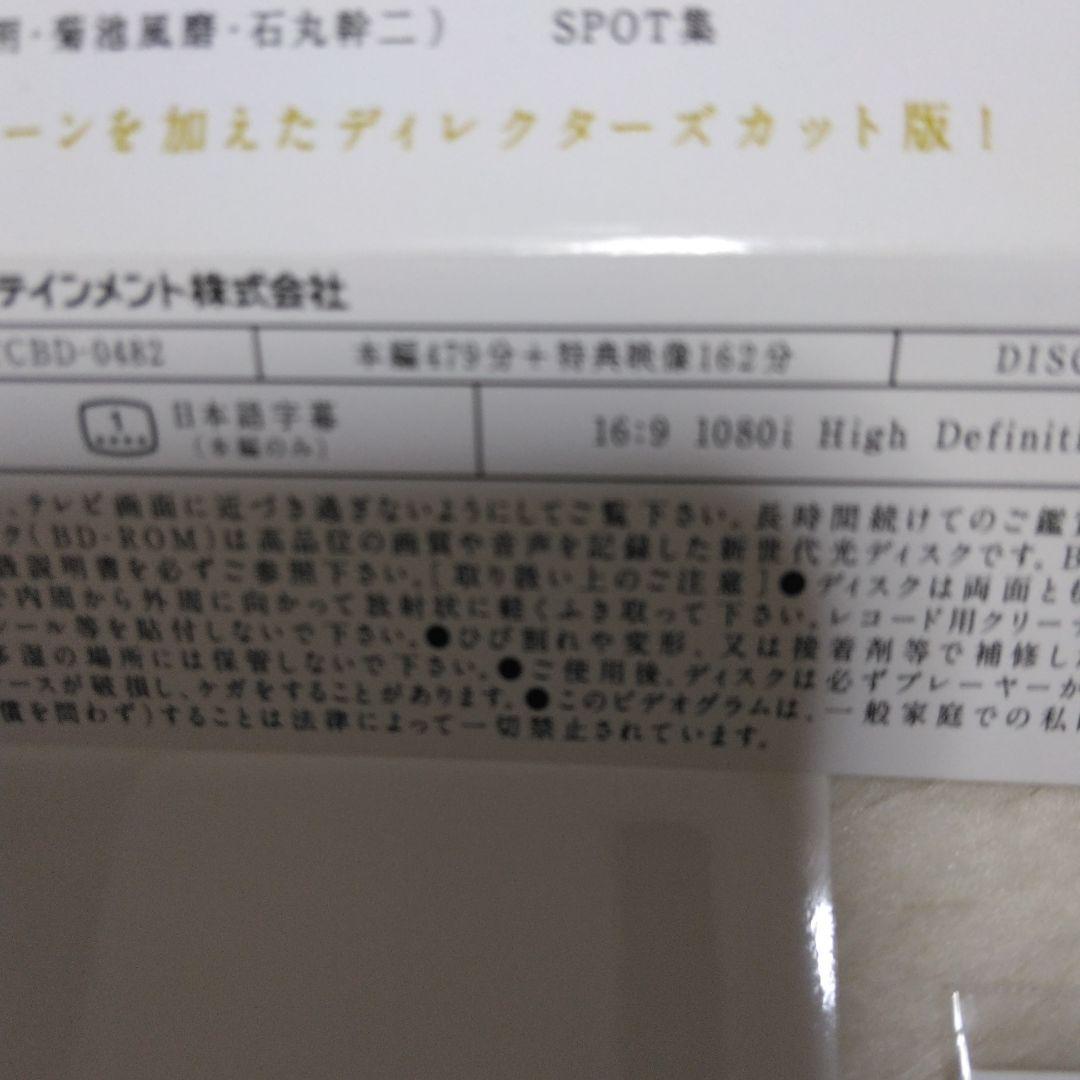 ・菊池風磨・石丸幹二） SPOT集
ーンを加えたディレクターズカット版！
テインメント株式会社
CBD-0482 本編479分＋特典映像162分 DISC
1 日本語字幕
（本編のみ） 16:9 1080i High Definiti
、テレビ画面に近づき過ぎないようにしてご覧下さい。長時間続けてのご鑑賞
ク（BD-ROM）は高品位の画質や音声を記録した新世代光ディスクです。B
扱説明書を必ずご参照下さい。［取り扱い上のご注意］●ディスクは両面とも
で内周から外周に向かって放射状に軽くふき取って下さい。レコード用クリー
シール等を貼付しないで下さい。●ひび割れや変形、又は接着剤等で補修し
多湿の場所には保管しないで下さい。●ご使用後、ディスクは必ずプレーヤーか
ースが破損し、ケガをすることがあります。●このビデオグラムは、一般家庭での私
償を問わず）することは法律によって一切禁止されています。